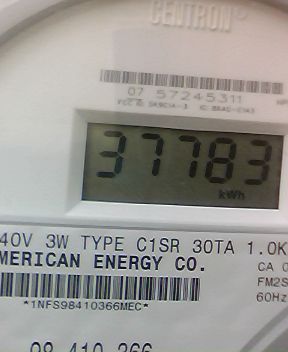 CENTRON
07 57245311
37783
kWh
40V 3W TYPE C1SR 30TA 1.0K
MERICAN ENERGY CO.
CA 0
FM2S
60Hz
*1NFS98410366MEC*
98 410 366